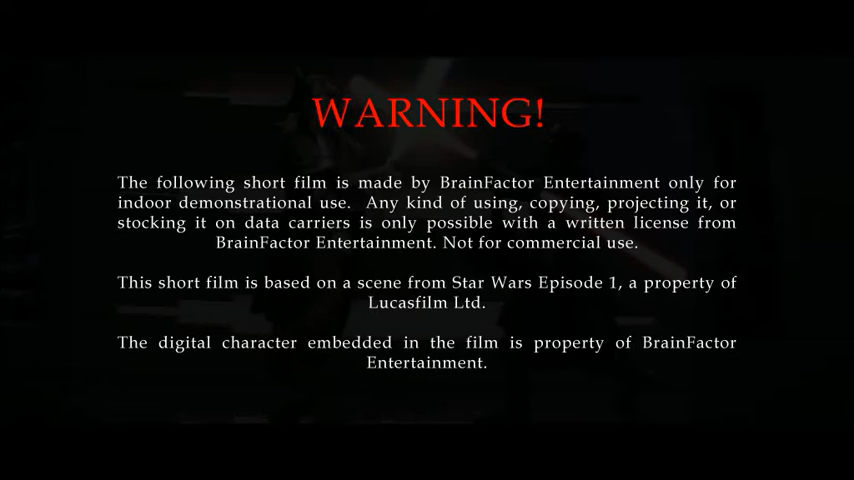 WARNING!
The following short film is made by BrainFactor Entertainment only for
indoor demonstrational use. Any kind of using, copying, projecting it, or
stocking it on data carriers is only possible with a written license from
BrainFactor Entertainment. Not for commercial use.
This short film is based on a scene from Star Wars Episode 1, a property of
Lucasfilm Ltd.
The digital character embedded in the film is property of BrainFactor
Entertainment.